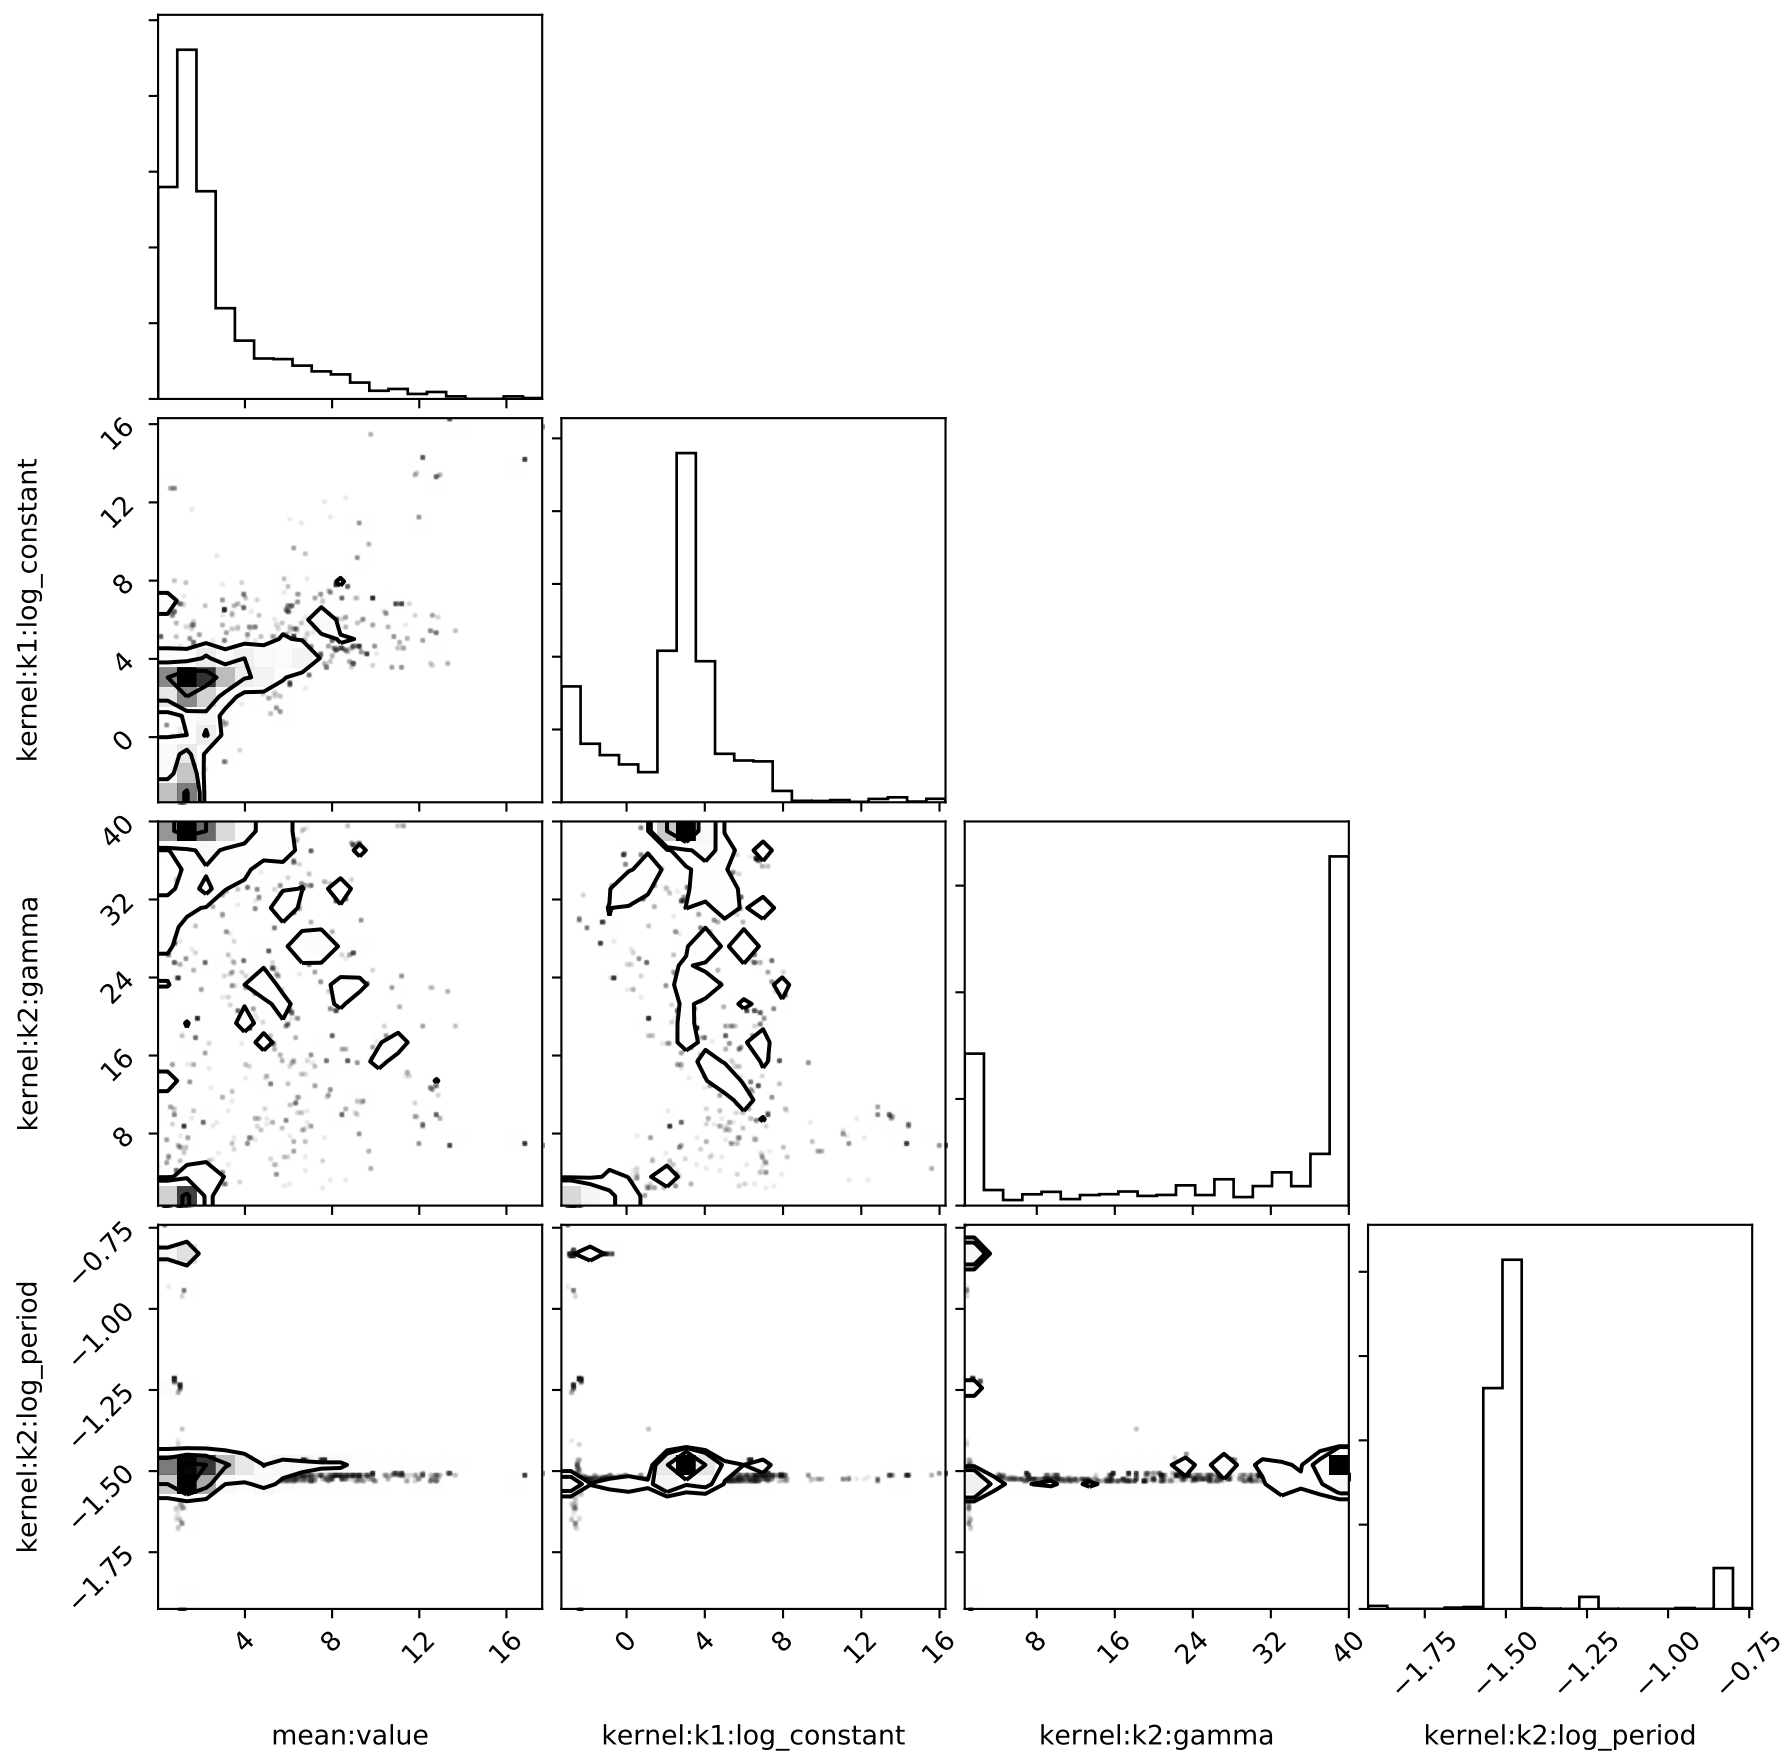 16
12
8
4
0
kernel:k1:log_constant
40
32
24
16
8
kernel:k2:gamma
−0.75
−1.00
−1.25
−1.50
−1.75
kernel:k2:log_period
4 8 12 16
0 4 8 12 16
8 16 24 32 40
−1.75 −1.50 −1.25 −1.00 −0.75
mean:value
kernel:k1:log_constant
kernel:k2:gamma
kernel:k2:log_period